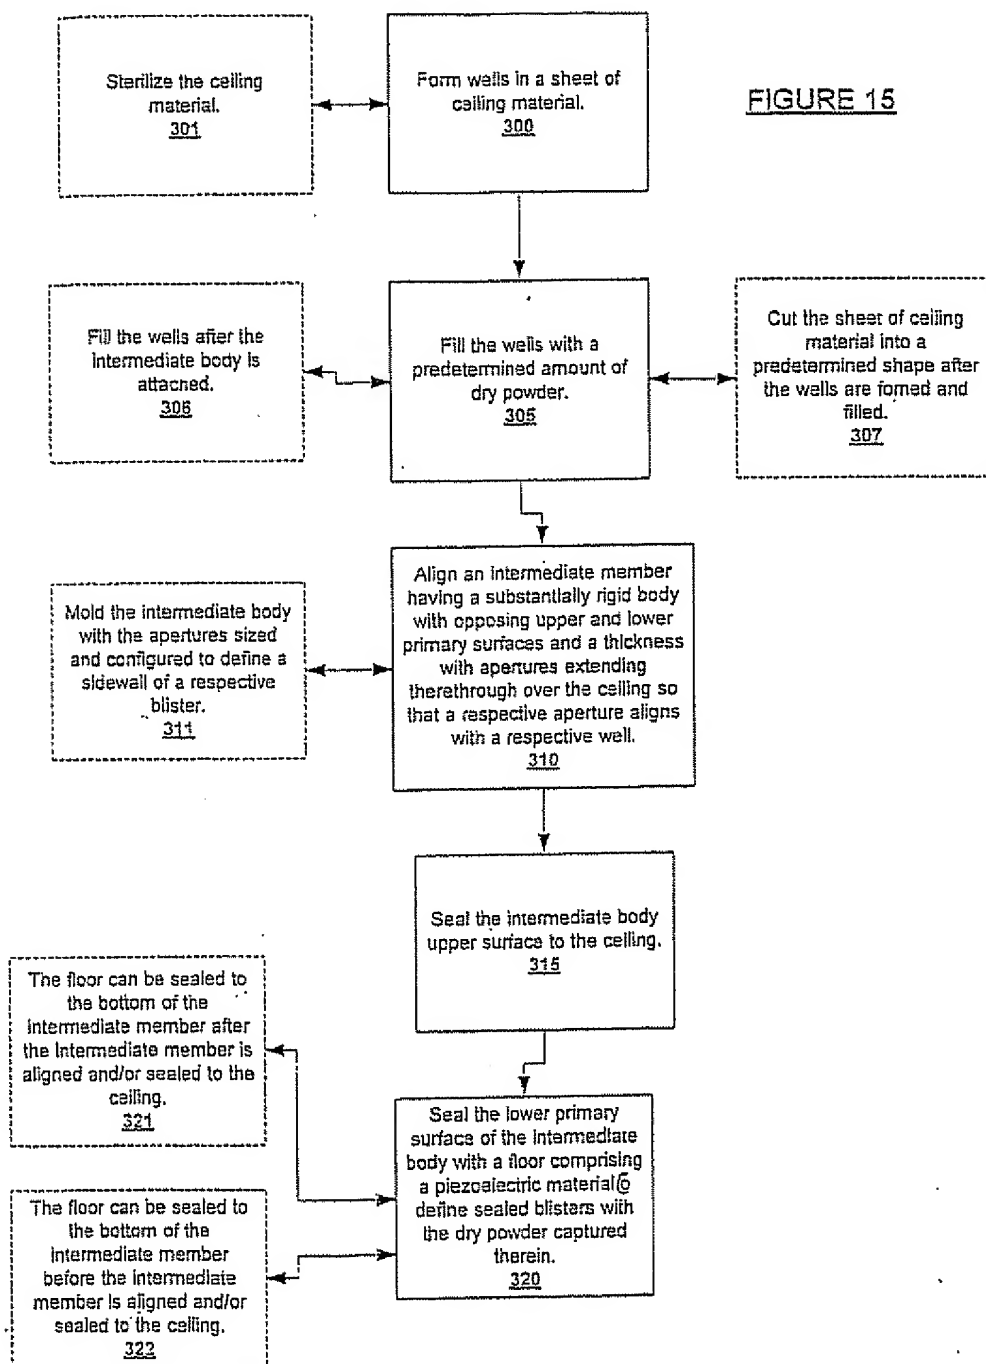 FIGURE 15
Sterilize the ceiling
material.
301
Form wells in a sheet of
ceiling material.
300
Fill the wells after the
intermediate body is
attached.
306
Fill the wells with a
predetermined amount of
dry powder.
305
Cut the sheet of ceiling
material into a
predetermined shape after
the wells are formed and
filled.
307
Mold the intermediate body
with the apertures sized
and configured to define a
sidewall of a respective
blister.
311
Align an intermediate member
having a substantially rigid body
with opposing upper and lower
primary surfaces and a thickness
with apertures extending
therethrough over the ceiling so
that a respective aperture aligns
with a respective well.
310
Seal the intermediate body
upper surface to the ceiling.
315
The floor can be sealed to
the bottom of the
intermediate member after
the intermediate member is
aligned and/or sealed to the
ceiling.
321
Seal the lower primary
surface of the intermediate
body with a floor comprising
a piezoelectric material
define sealed blisters with
the dry powder captured
therein.
320
The floor can be sealed to
the bottom of the
intermediate member
before the intermediate
member is aligned and/or
sealed to the ceiling.
322